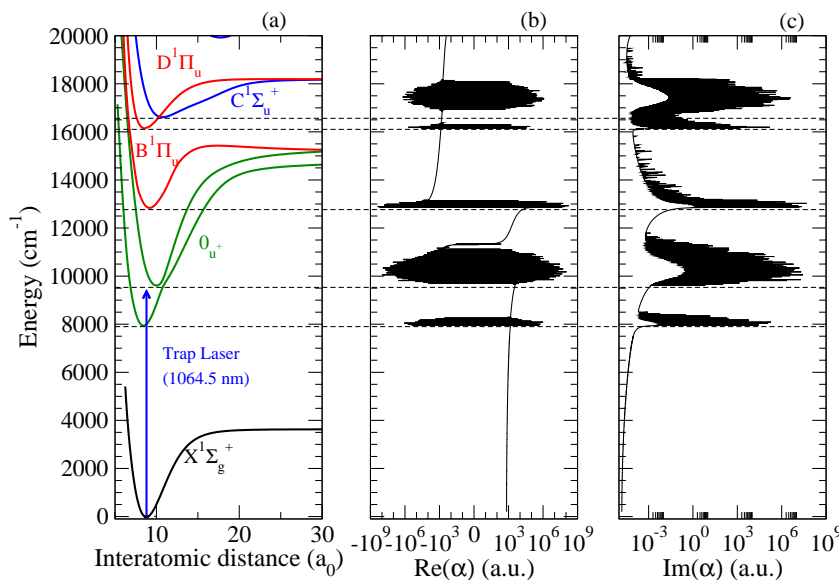 (a)
(b)
(c)
20000
18000
16000
14000
12000
10000
8000
6000
4000
2000
0
Energy (cm⁻¹)
D¹Πᵤ
C¹Σᵤ⁺
B¹Πᵤ
0ᵤ⁺
Trap Laser
(1064.5 nm)
X¹Σg⁺
10 20 30
Interatomic distance (a₀)
-10⁹ -10⁶ -10³ 0 10³ 10⁶ 10⁹
Re(α) (a.u.)
10⁻³ 10⁰ 10³ 10⁶ 10⁹
Im(α) (a.u.)